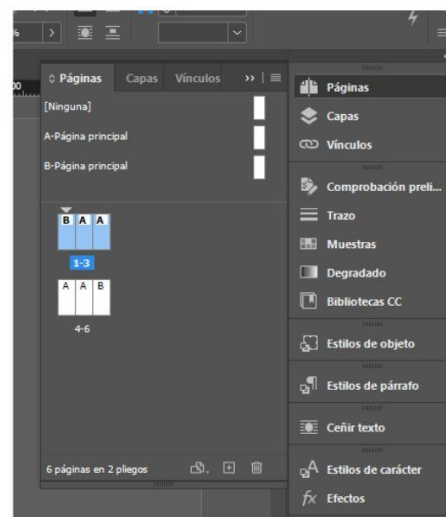 %
00
Páginas
Capas
Vínculos
[Ninguna]
A-Página principal
B-Página principal
B A A
1-3
A A B
4-6
6 páginas en 2 pliegos
Páginas
Capas
Vínculos
Comprobación preli...
Trazo
Muestras
Degradado
Bibliotecas CC
Estilos de objeto
Estilos de párrafo
Ceñir texto
Estilos de carácter
fx Efectos